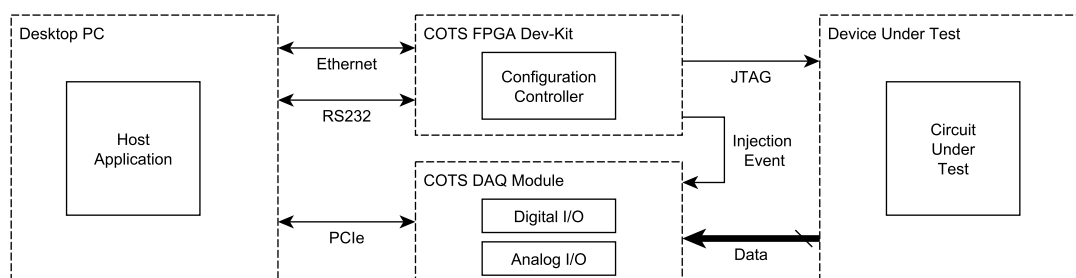 Desktop PC
Host
Application
Ethernet
RS232
PCIe
COTS FPGA Dev-Kit
Configuration
Controller
COTS DAQ Module
Digital I/O
Analog I/O
JTAG
Injection
Event
Data
Device Under Test
Circuit
Under
Test